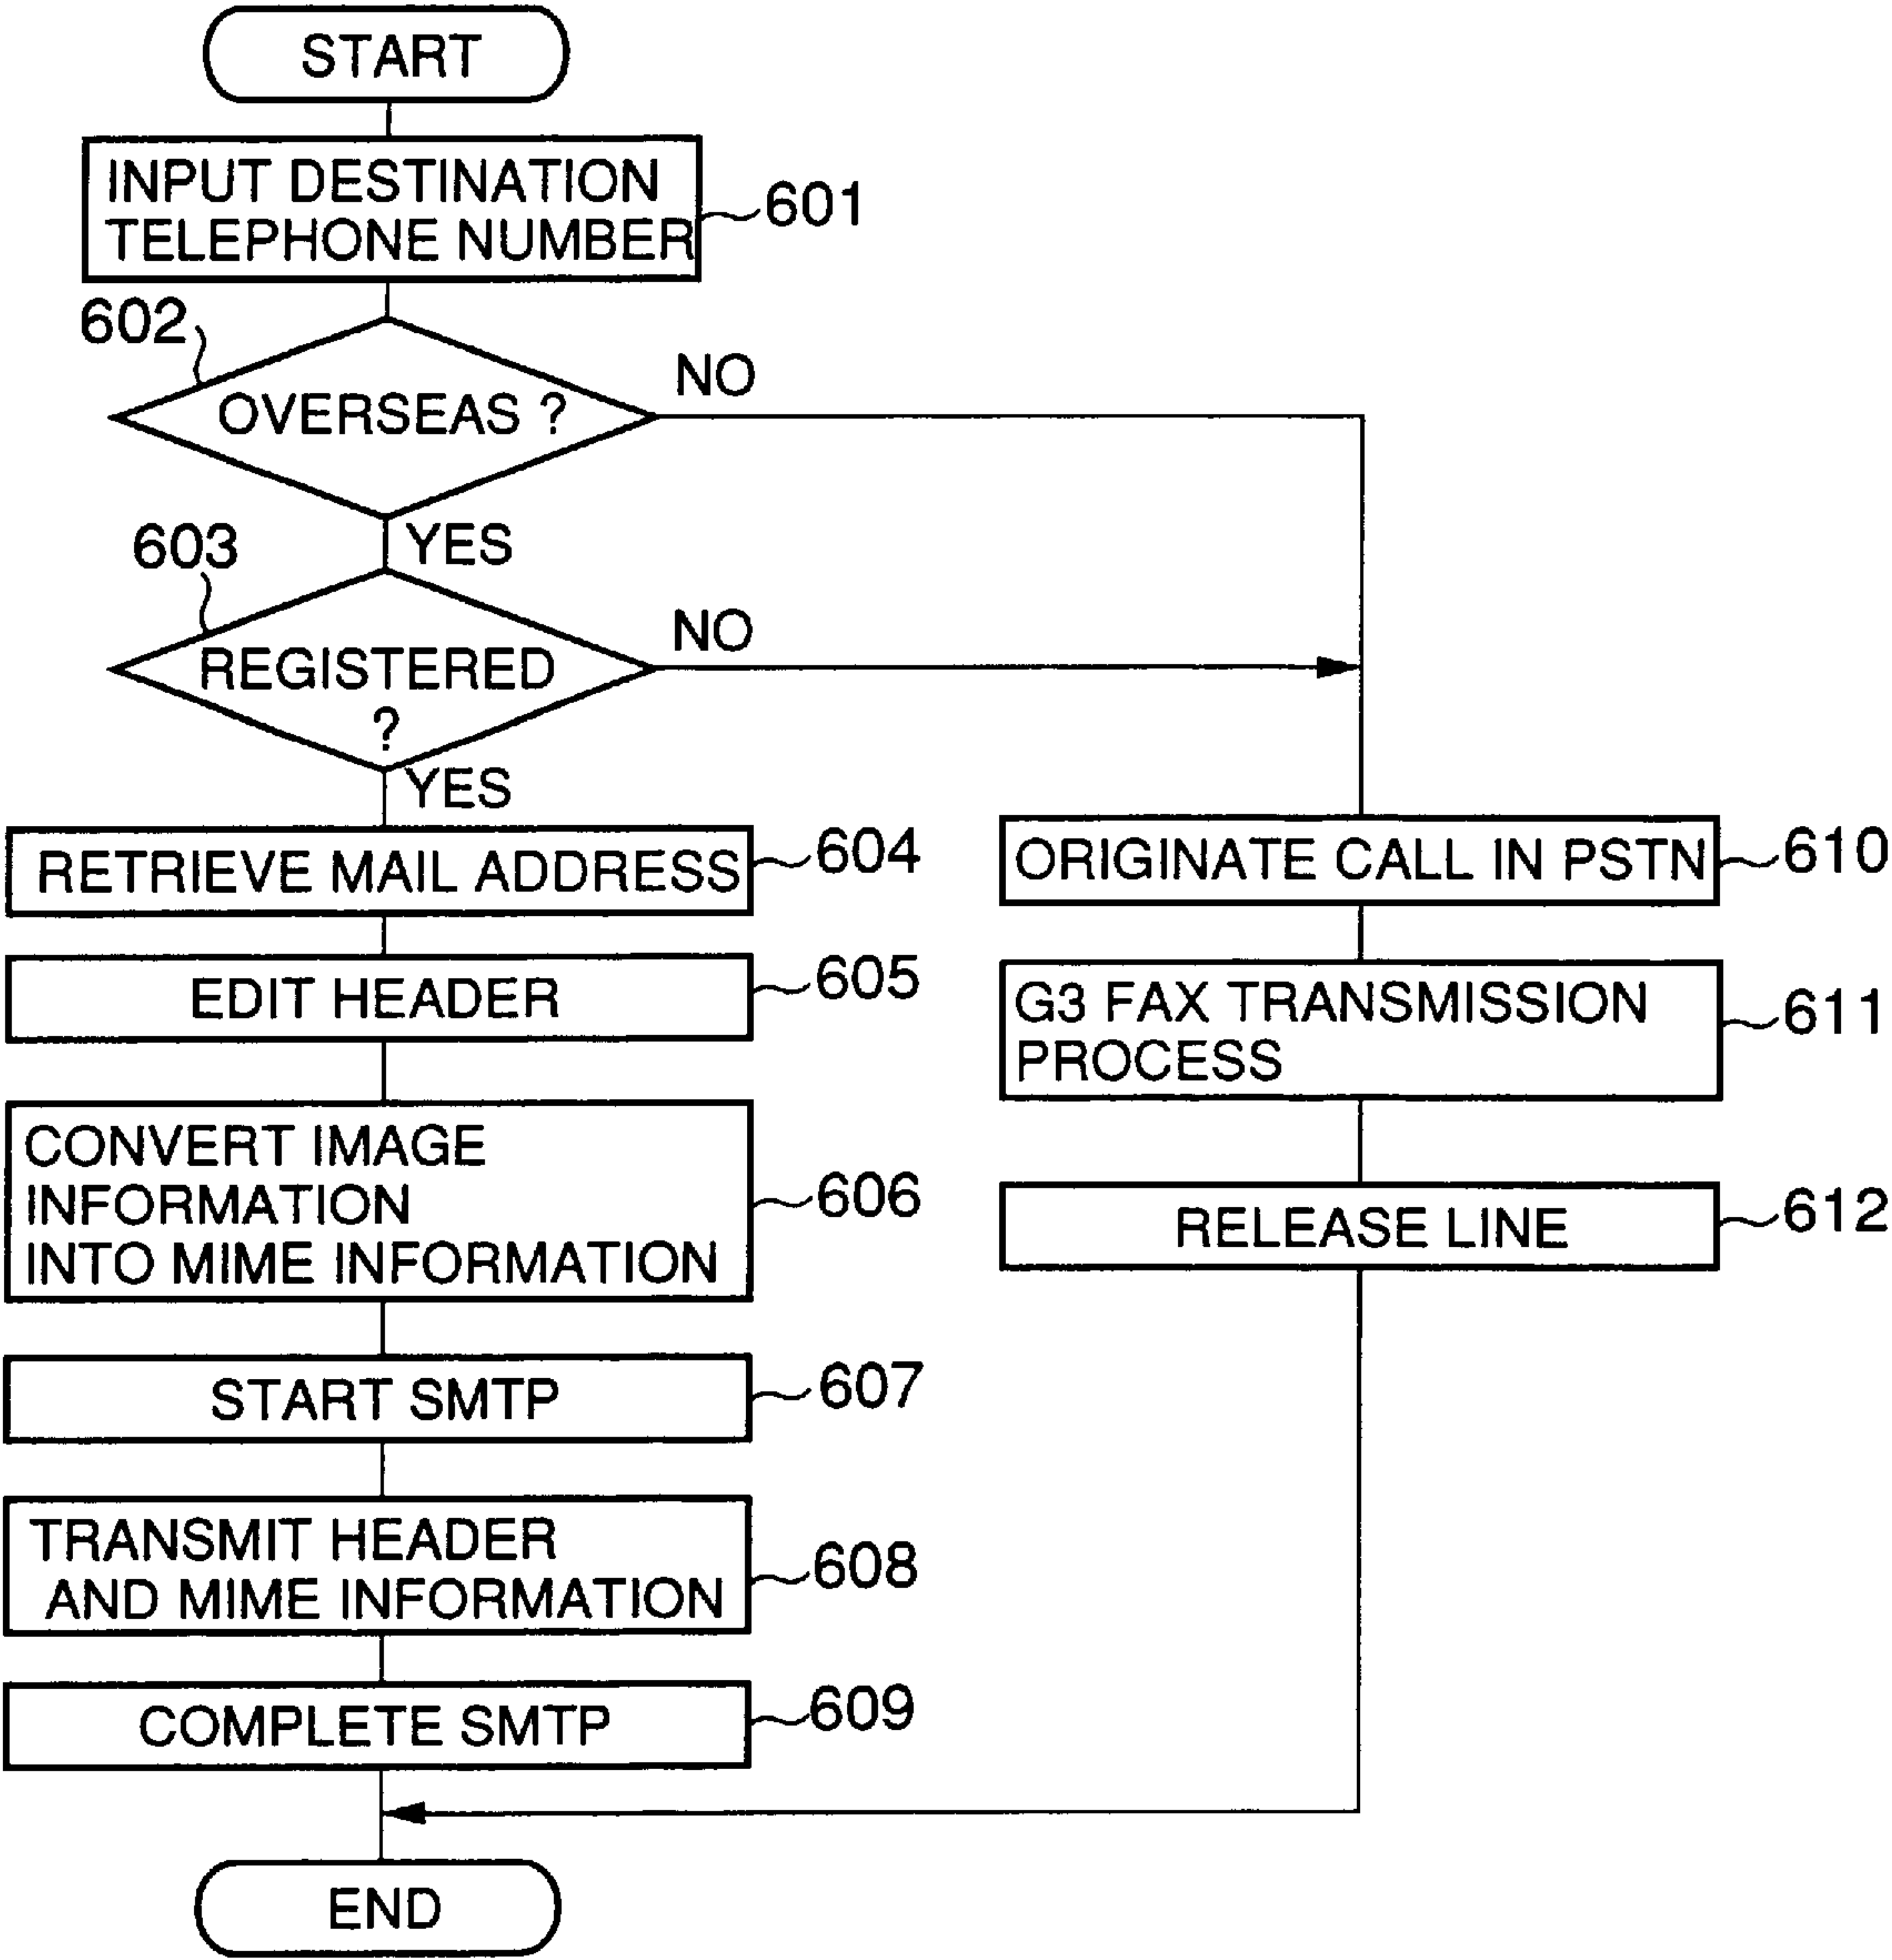 START
INPUT DESTINATION
TELEPHONE NUMBER
601
602
OVERSEAS ?
NO
YES
603
REGISTERED
?
NO
YES
RETRIEVE MAIL ADDRESS
604
EDIT HEADER
605
CONVERT IMAGE
INFORMATION
INTO MIME INFORMATION
606
START SMTP
607
TRANSMIT HEADER
AND MIME INFORMATION
608
COMPLETE SMTP
609
ORIGINATE CALL IN PSTN
610
G3 FAX TRANSMISSION
PROCESS
611
RELEASE LINE
612
END